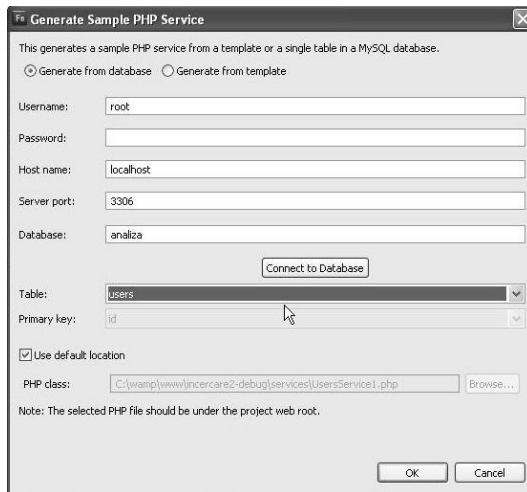 Fb Generate Sample PHP Service
This generates a sample PHP service from a template or a single table in a MySQL database.
Generate from database Generate from template
Username: root
Password:
Host name: localhost
Server port: 3306
Database: analiza
Connect to Database
Table: users
Primary key: id
Use default location
PHP class: C:\wamp\www\incercare2-debug\services\UsersService1.php Browse...
Note: The selected PHP file should be under the project web root.
OK Cancel